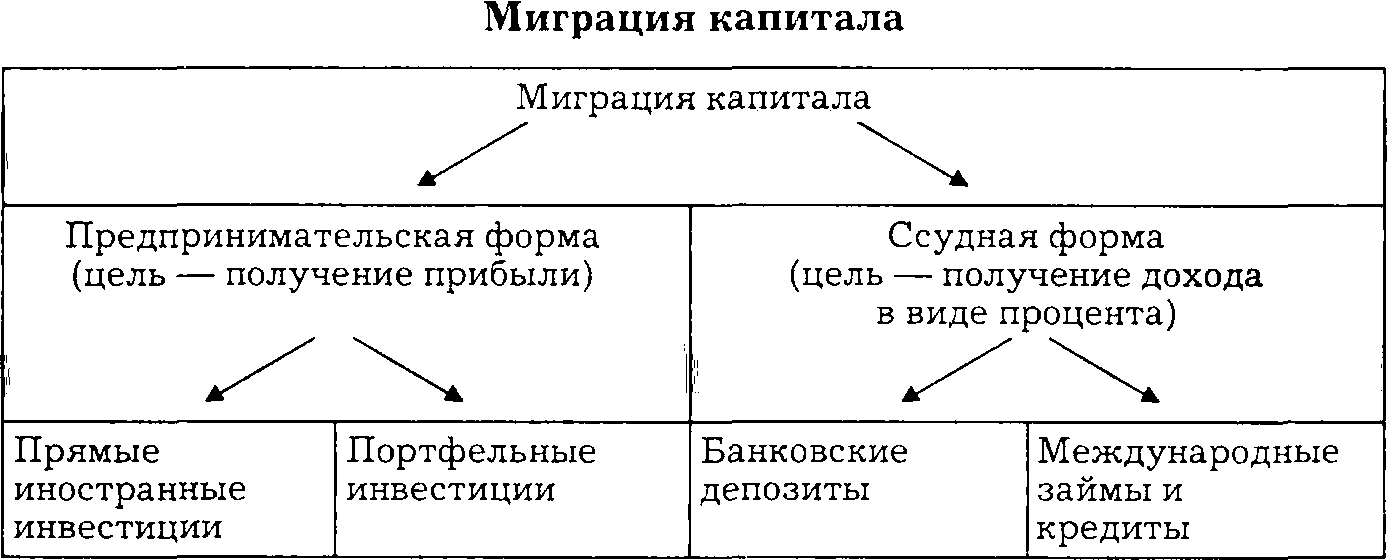 Миграция капитала
Миграция капитала
Предпринимательская форма
(цель — получение прибыли)
Ссудная форма
(цель — получение дохода
в виде процента)
Прямые
иностранные
инвестиции
Портфельные
инвестиции
Банковские
депозиты
Международные
займы и
кредиты